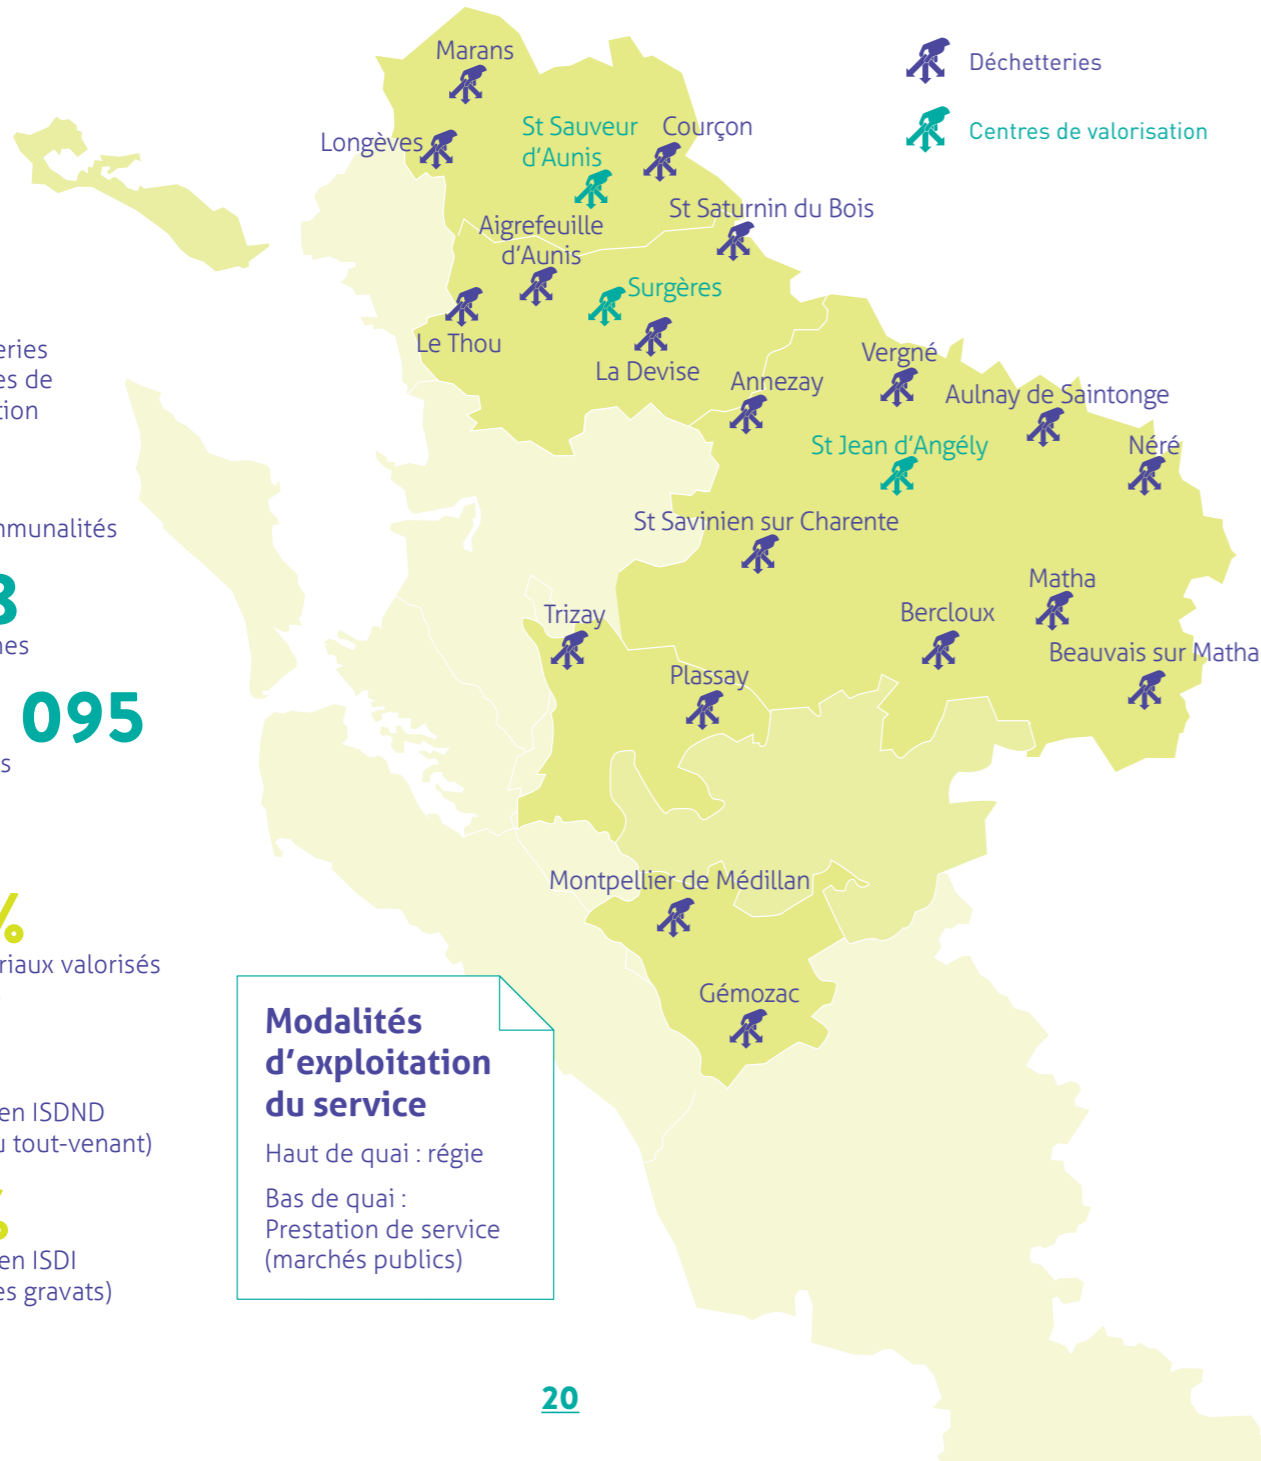 Déchetteries
Centres de valorisation
Marans
Longèves
St Sauveur
d'Aunis
Courçon
St Saturnin du Bois
Aigrefeuille
d'Aunis
Surgères
Le Thou
La Devise
Annezay
Vergné
Aulnay de Saintonge
St Jean d'Angély
Néré
St Savinien sur Charente
Matha
Bercloux
Beauvais sur Matha
Trizay
Plassay
Montpellier de Médillan
Gémozac
eries
es de
tion
mmunalités
3
nes
095
s
%
riaux valorisés
en ISDND
u tout-venant)
%
en ISDI
es gravats)
Modalités
d'exploitation
du service
Haut de quai : régie
Bas de quai :
Prestation de service
(marchés publics)
20